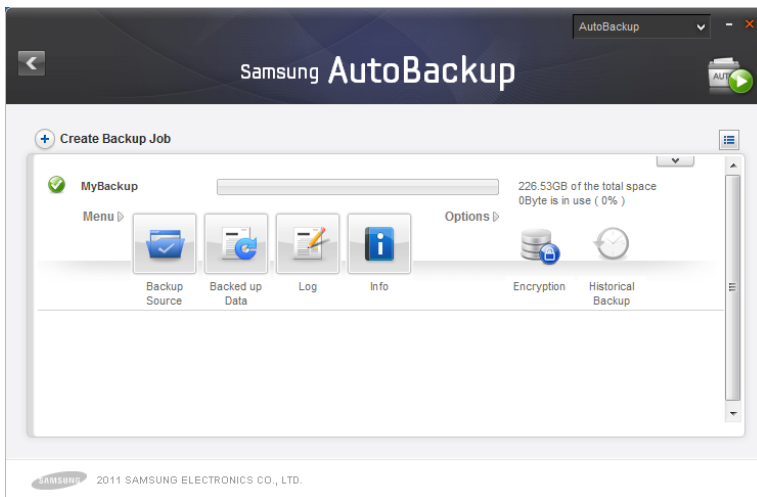 AutoBackup
samsung AutoBackup
AUT
Create Backup Job
MyBackup
226.53GB of the total space
0Byte is in use ( 0% )
Menu
Options
Backup Source
Backed up Data
Log
Info
Encryption
Historical Backup
SAMSUNG
2011 SAMSUNG ELECTRONICS CO., LTD.